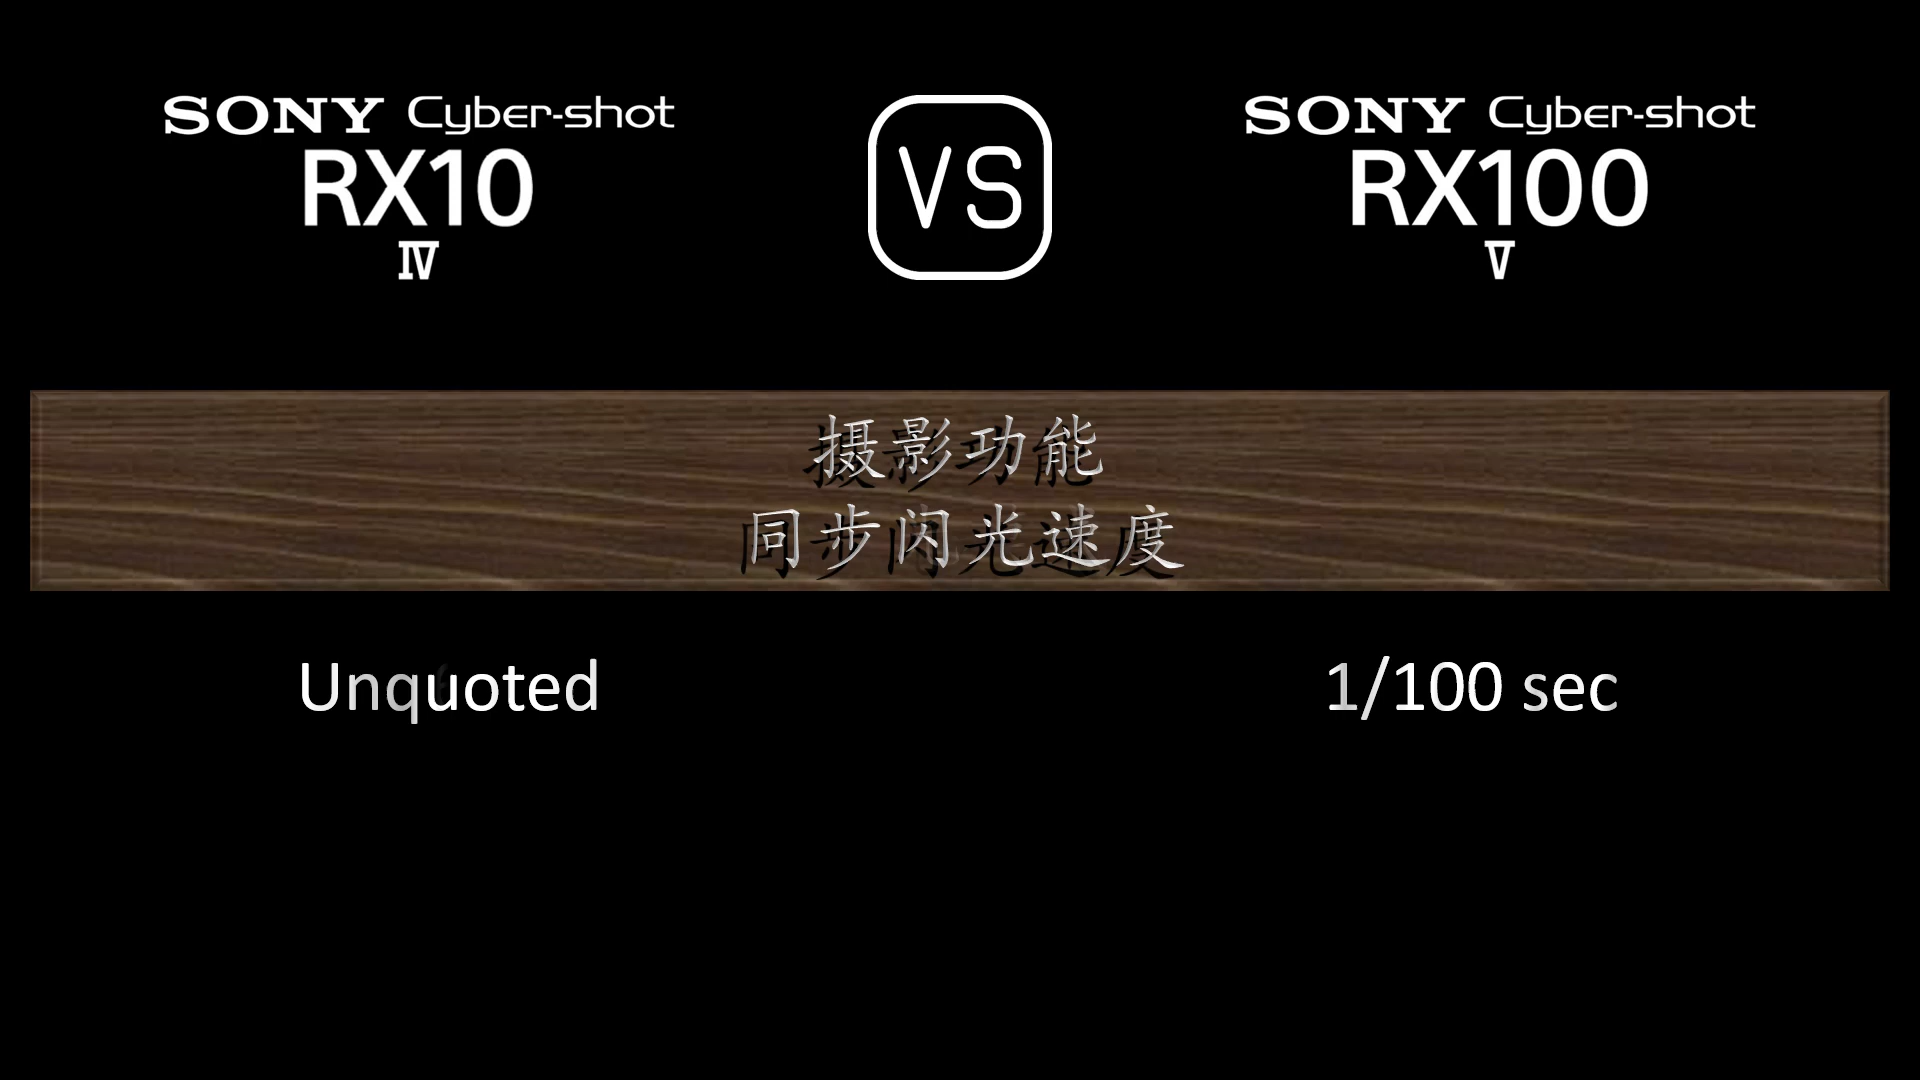 SONY Cyber-shot
RX10
IV
VS
SONY Cyber-shot
RX100
V
摄影功能
同步闪光速度
Unquoted
1/100 sec